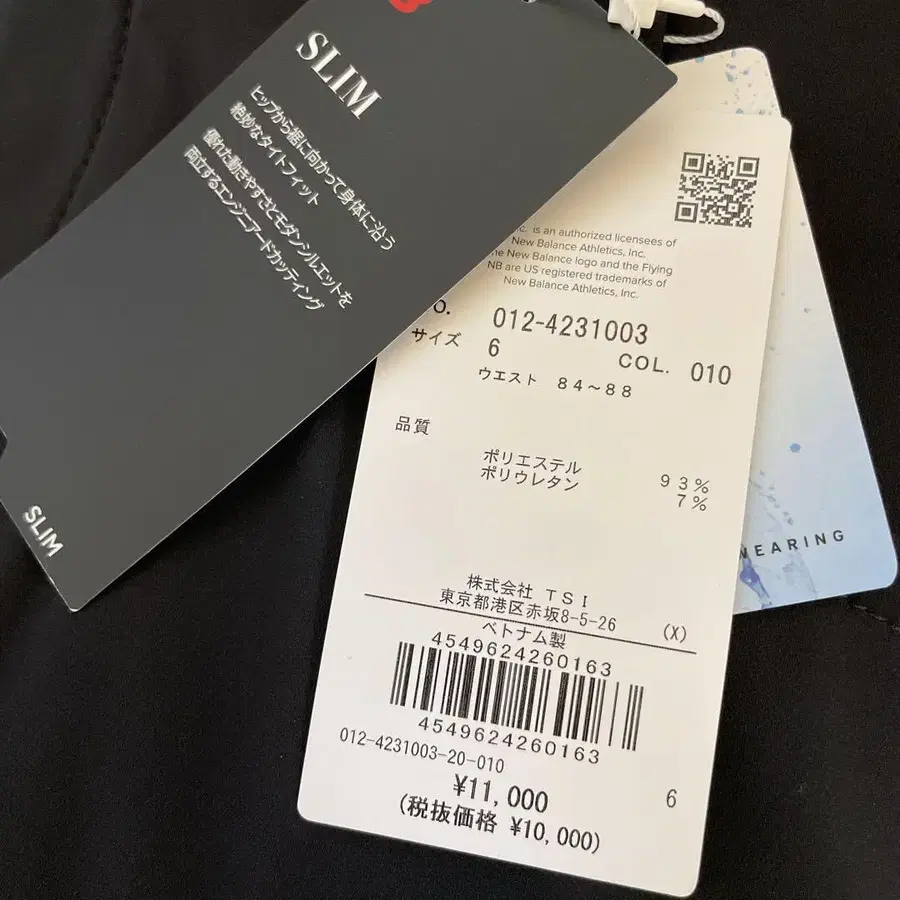 SLIM
ヒップから裾に向かって身体に沿う
絶妙なタイトフィット
優れた動きやすさとモダンシルエットを
両立するエンジニアードカッティング
SLIM
is an authorized licensees of
New Balance Athletics, Inc.
New Balance logo and the Flying
NB are US registered trademarks of
New Balance Athletics, Inc.
O. 012-4231003
サイズ 6 COL. 010
ウエスト 84～88
品質
ポリエステル 93%
ポリウレタン 7%
株式会社 TSI
東京都港区赤坂8-5-26 (X)
ベトナム製
4549624260163
4549624260163
012-4231003-20-010
¥11,000 6
(税抜価格 ¥10,000)
WEARING